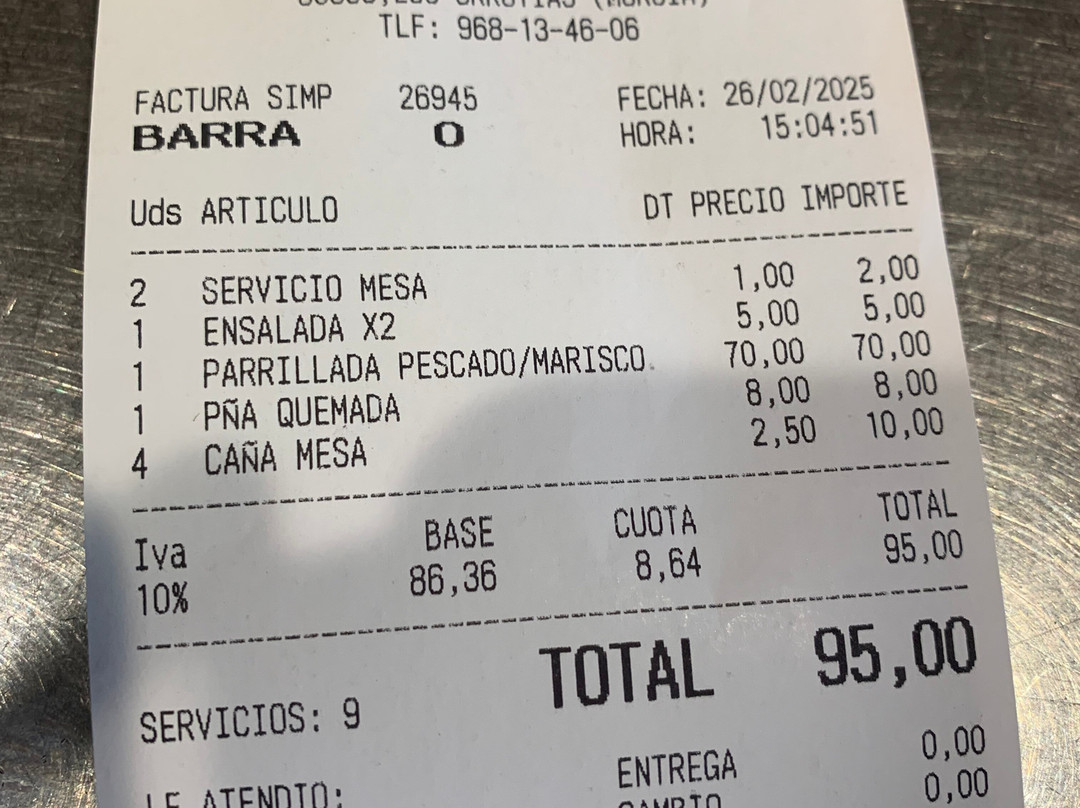 TLF: 968-13-46-06
FACTURA SIMP 26945 FECHA: 26/02/2025
BARRA 0 HORA: 15:04:51
Uds ARTICULO DT PRECIO IMPORTE
2 SERVICIO MESA 1,00 2,00
1 ENSALADA X2 5,00 5,00
1 PARRILLADA PESCADO/MARISCO. 70,00 70,00
1 PÑA QUEMADA 8,00 8,00
4 CAÑA MESA 2,50 10,00
Iva BASE CUOTA TOTAL
10% 86,36 8,64 95,00
TOTAL 95,00
SERVICIOS: 9
ENTREGA 0,00
LE ATENDIO: CAMBIO 0,00